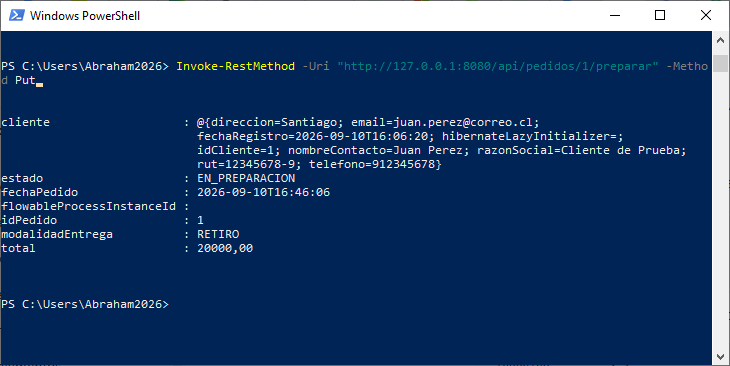 Windows PowerShell
PS C:\Users\Abraham2026> Invoke-RestMethod -Uri "http://127.0.0.1:8080/api/pedidos/1/preparar" -Metho
d Put
cliente : @{direccion=Santiago; email=juan.perez@correo.cl;
fechaRegistro=2026-09-10T16:06:20; hibernateLazyInitializer=;
idCliente=1; nombreContacto=Juan Perez; razonSocial=Cliente de Prueba;
rut=12345678-9; telefono=912345678}
estado : EN_PREPARACION
fechaPedido : 2026-09-10T16:46:06
flowableProcessInstanceId :
idPedido : 1
modalidadEntrega : RETIRO
total : 20000,00
PS C:\Users\Abraham2026>